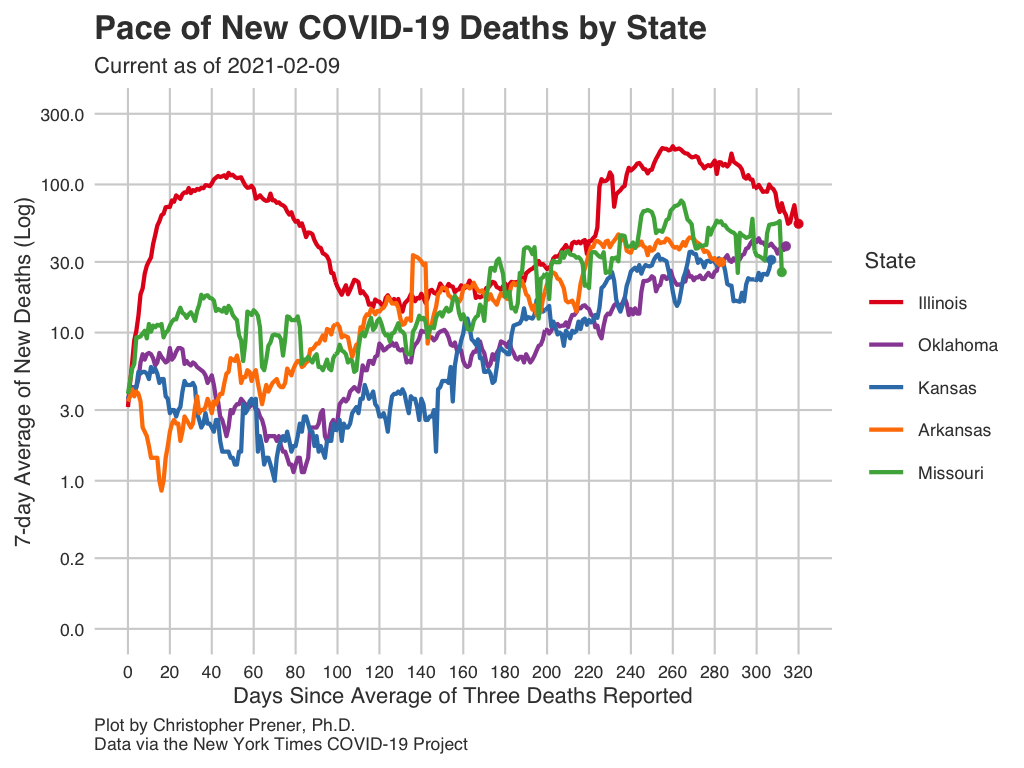 Pace of New COVID-19 Deaths by State
Current as of 2021-02-09
7-day Average of New Deaths (Log)
300.0
100.0
30.0
10.0
3.0
1.0
0.2
0.0
0 20 40 60 80 100 120 140 160 180 200 220 240 260 280 300 320
Days Since Average of Three Deaths Reported
State
Illinois
Oklahoma
Kansas
Arkansas
Missouri
Plot by Christopher Prener, Ph.D.
Data via the New York Times COVID-19 Project